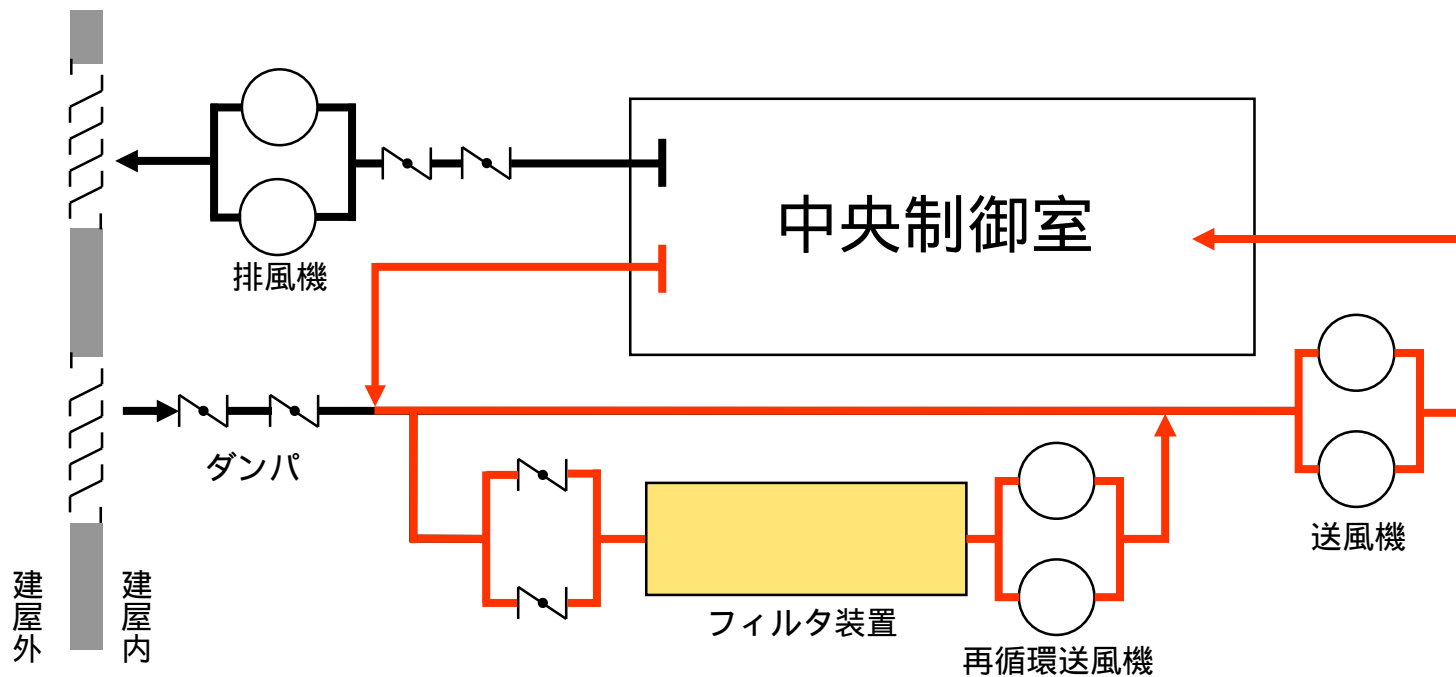 中央制御室
排風機
ダンパ
送風機
フィルタ装置
再循環送風機
建屋外
建屋内